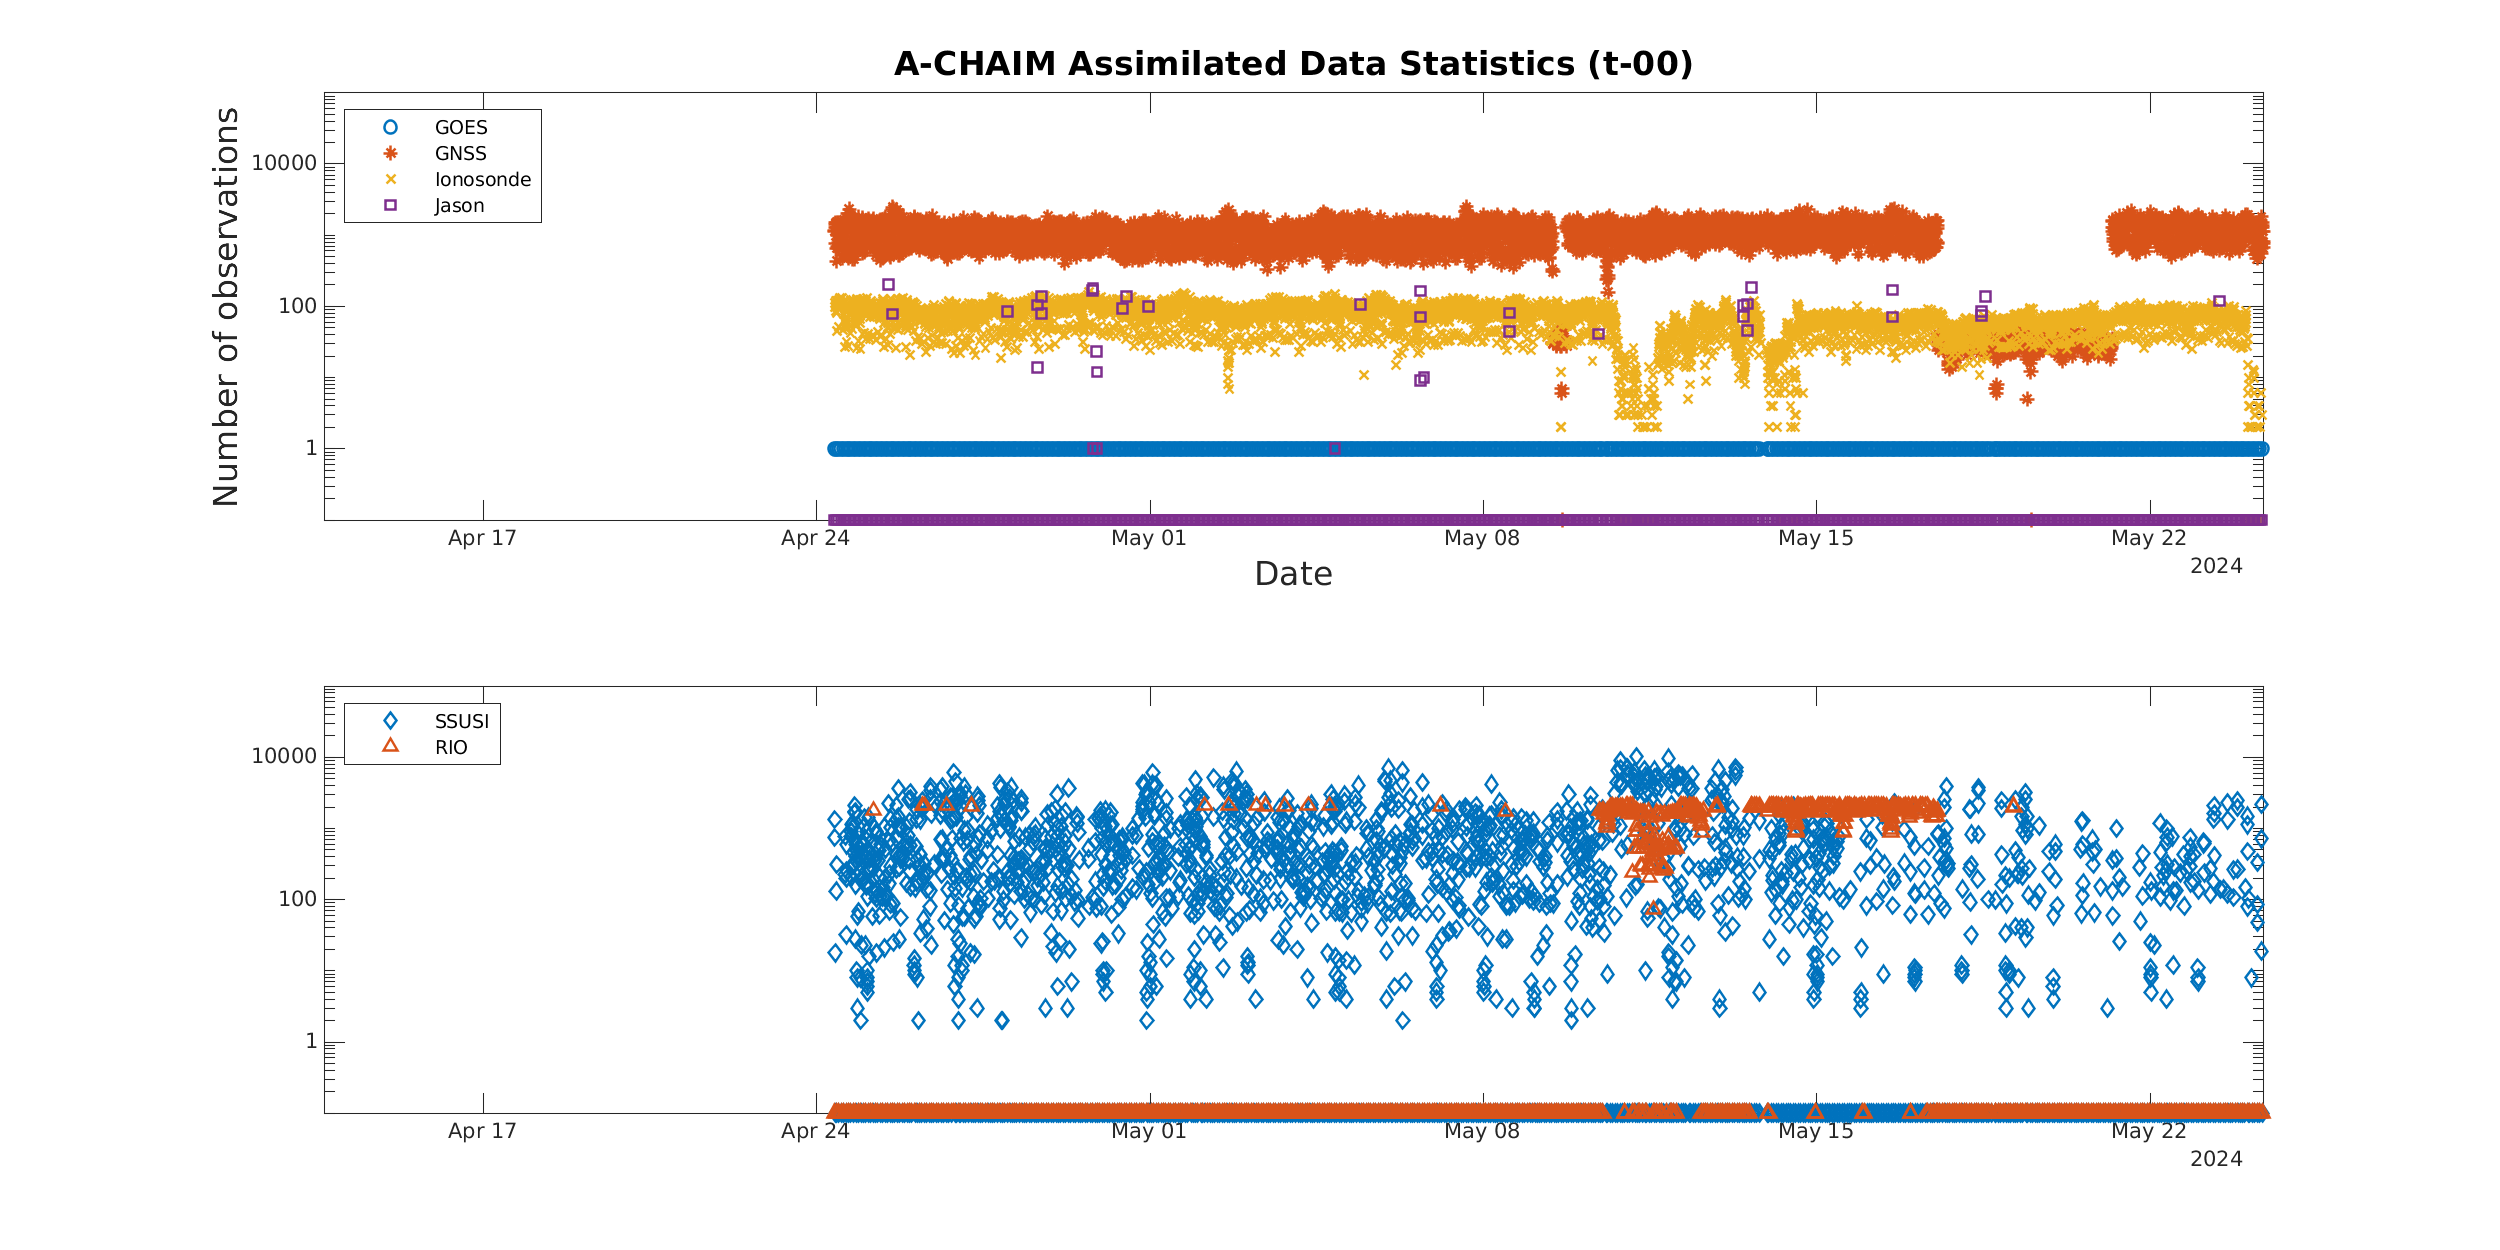 A-CHAIM Assimilated Data Statistics (t-00)
Number of observations
GOES
GNSS
Ionosonde
Jason
10000
100
1
Apr 17
Apr 24
May 01
May 08
May 15
May 22
2024
Date
SSUSI
RIO
10000
100
1
Apr 17
Apr 24
May 01
May 08
May 15
May 22
2024